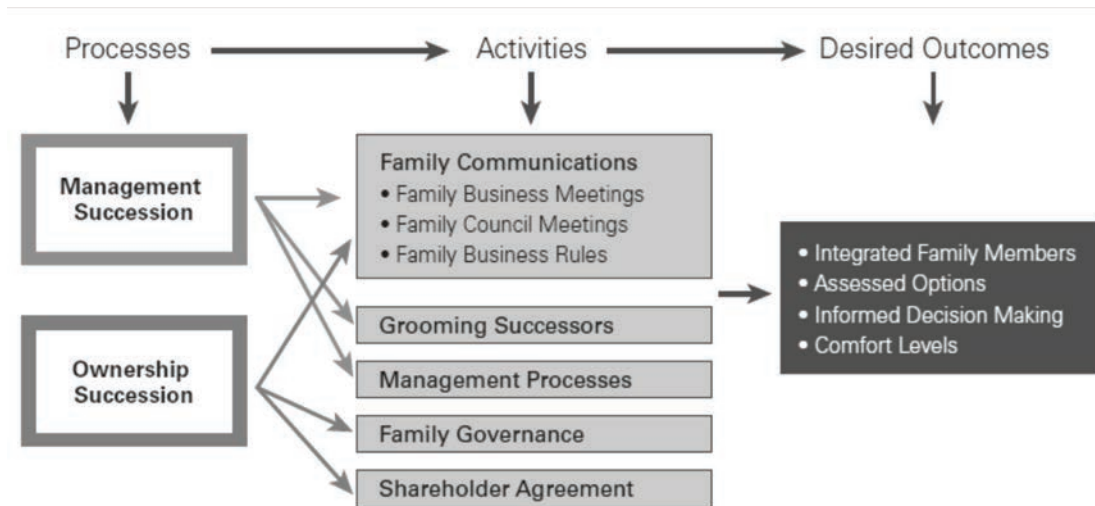 Processes
Activities
Desired Outcomes
Management
Succession
Ownership
Succession
Family Communications
• Family Business Meetings
• Family Council Meetings
• Family Business Rules
Grooming Successors
Management Processes
Family Governance
Shareholder Agreement
• Integrated Family Members
• Assessed Options
• Informed Decision Making
• Comfort Levels